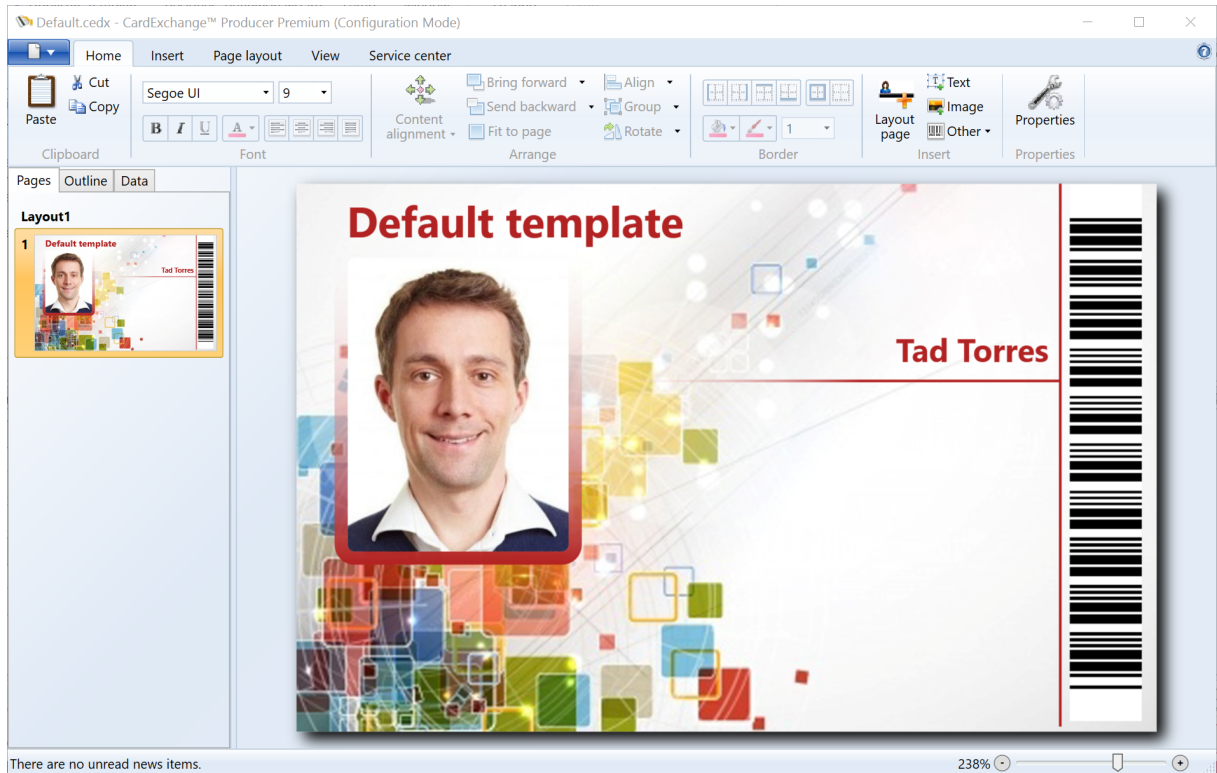 Default.cedx - CardExchange™ Producer Premium (Configuration Mode)
Home Insert Page layout View Service center
Paste
Cut
Copy
Clipboard
Segoe UI 9
B I U A
Font
Content alignment
Bring forward
Send backward
Fit to page
Align
Group
Rotate
Arrange
1
Border
Layout page
Text
Image
Other
Insert
Properties
Properties
Pages Outline Data
Layout1
1
Default template
Tad Torres
Default template
Tad Torres
There are no unread news items.
238%